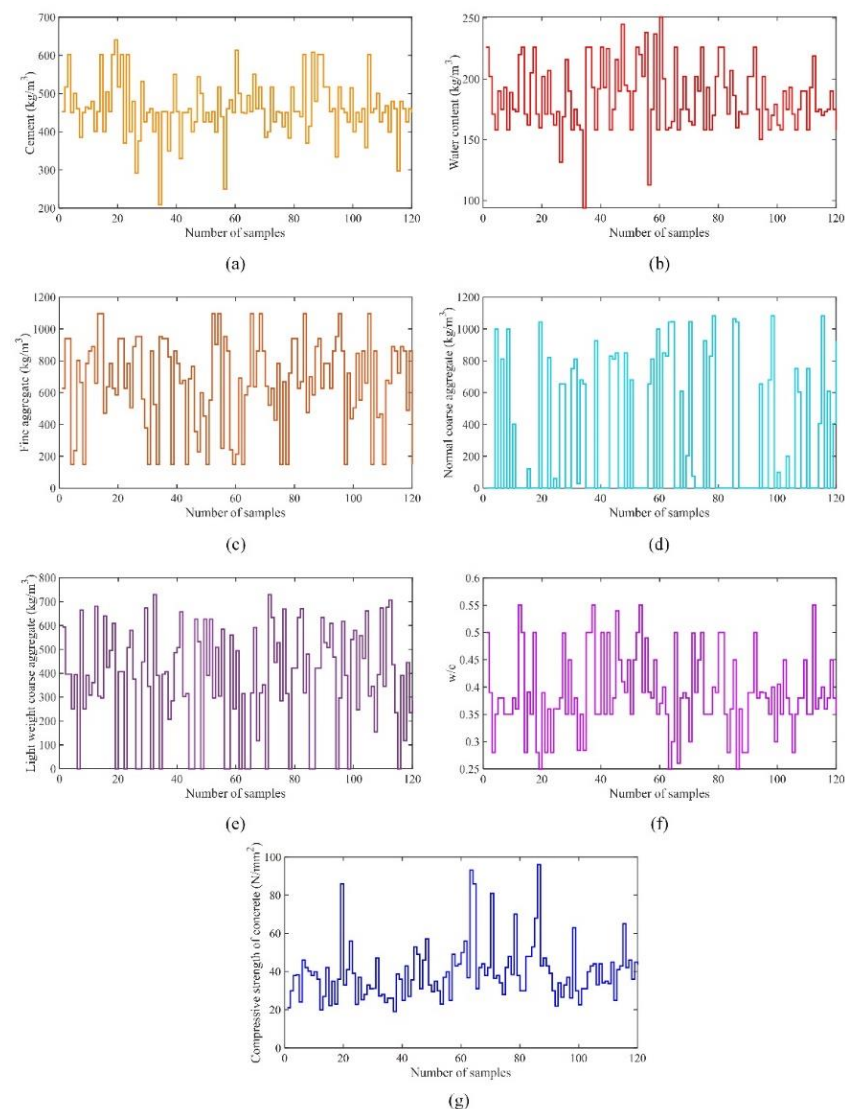 700
600
500
400
300
200
Cement (kg/m³)
0 20 40 60 80 100 120
Number of samples
(a)
250
200
150
100
Water content (kg/m³)
0 20 40 60 80 100 120
Number of samples
(b)
1200
1000
800
600
400
200
0
Fine aggregate (kg/m³)
0 20 40 60 80 100 120
Number of samples
(c)
1200
1000
800
600
400
200
0
Normal coarse aggregate (kg/m³)
0 20 40 60 80 100 120
Number of samples
(d)
800
700
600
500
400
300
200
100
0
Light weight coarse aggregate (kg/m³)
0 20 40 60 80 100 120
Number of samples
(e)
0.6
0.55
0.5
0.45
0.4
0.35
0.3
0.25
w/c
0 20 40 60 80 100 120
Number of samples
(f)
100
80
60
40
20
0
Compressive strength of concrete (N/mm²)
0 20 40 60 80 100 120
Number of samples
(g)